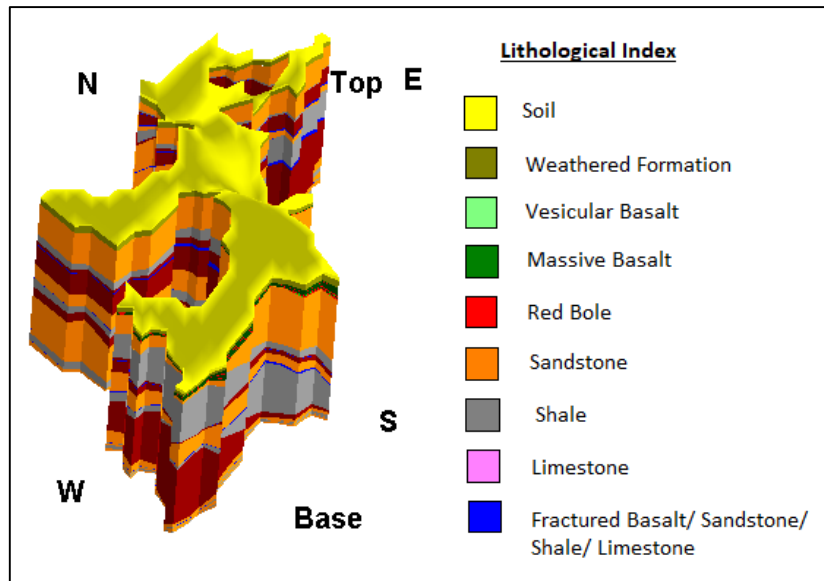 Lithological Index
N
Top E
Soil
Weathered Formation
Vesicular Basalt
Massive Basalt
Red Bole
Sandstone
Shale
Limestone
Fractured Basalt/ Sandstone/
Shale/ Limestone
S
W
Base